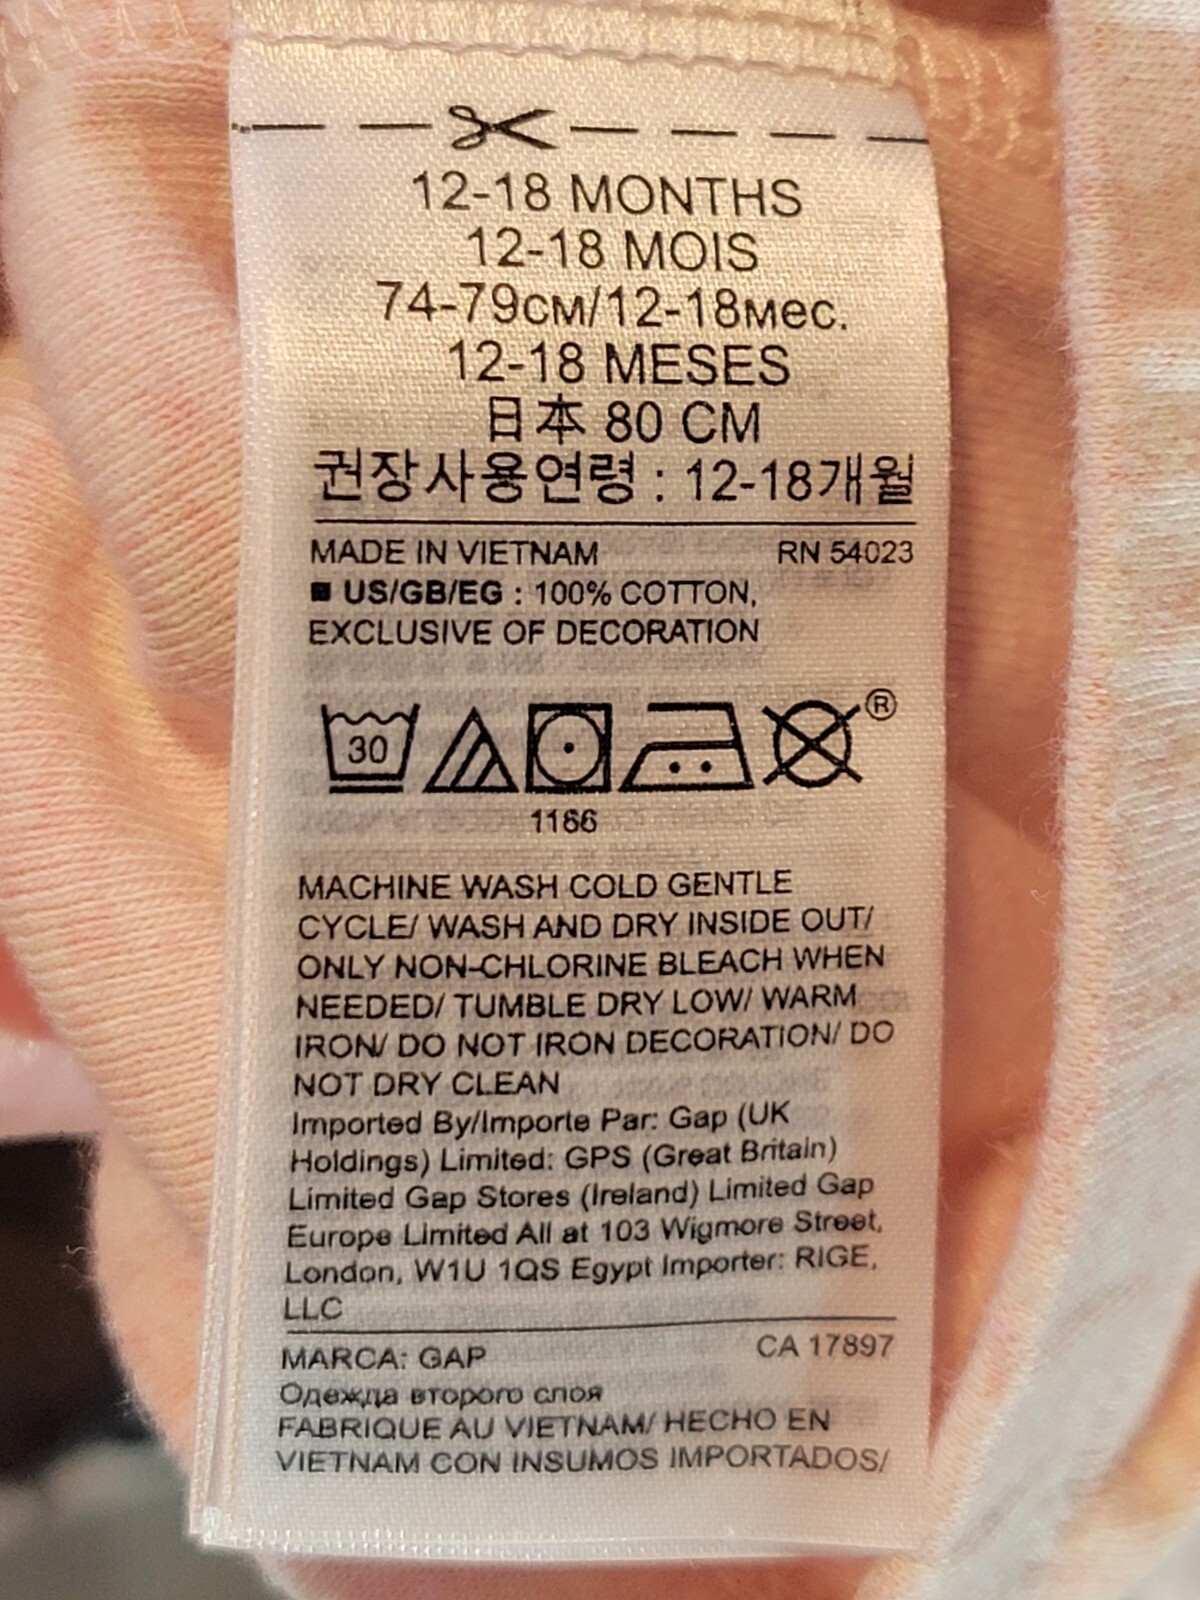 12-18 MONTHS
12-18 MOIS
74-79см/12-18мес.
12-18 MESES
日本 80 CM
권장사용연령 : 12-18개월
MADE IN VIETNAM RN 54023
■ US/GB/EG : 100% COTTON,
EXCLUSIVE OF DECORATION
30
®
1166
MACHINE WASH COLD GENTLE
CYCLE/ WASH AND DRY INSIDE OUT/
ONLY NON-CHLORINE BLEACH WHEN
NEEDED/ TUMBLE DRY LOW/ WARM
IRON/ DO NOT IRON DECORATION/ DO
NOT DRY CLEAN
Imported By/Importe Par: Gap (UK
Holdings) Limited: GPS (Great Britain)
Limited Gap Stores (Ireland) Limited Gap
Europe Limited All at 103 Wigmore Street,
London, W1U 1QS Egypt Importer: RIGE,
LLC
MARCA: GAP CA 17897
Одежда второго слоя
FABRIQUE AU VIETNAM/ HECHO EN
VIETNAM CON INSUMOS IMPORTADOS/